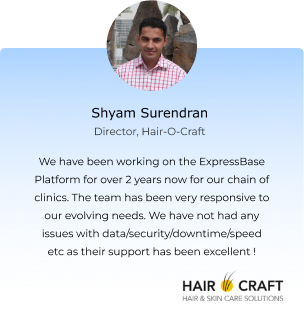 Shyam Surendran
Director, Hair-O-Craft
We have been working on the ExpressBase
Platform for over 2 years now for our chain of
clinics. The team has been very responsive to
our evolving needs. We have not had any
issues with data/security/downtime/speed
etc as their support has been excellent !
HAIR CRAFT
HAIR & SKIN CARE SOLUTIONS